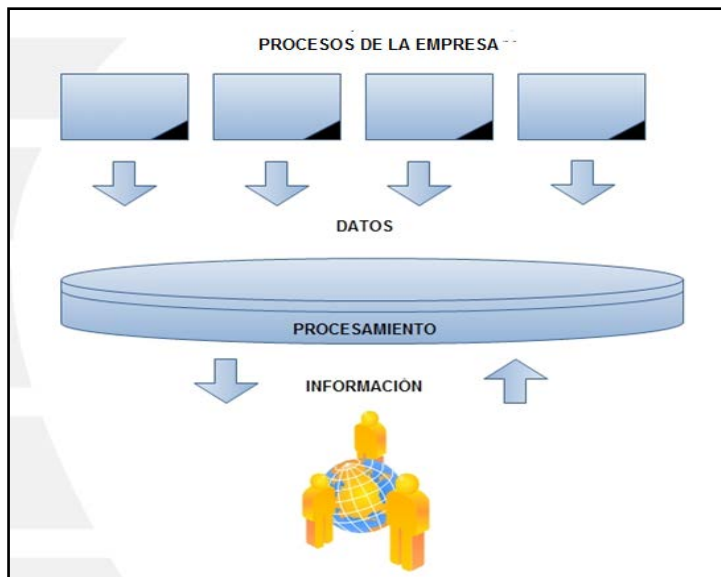 PROCESOS DE LA EMPRESA
DATOS
PROCESAMIENTO
INFORMACIÓN